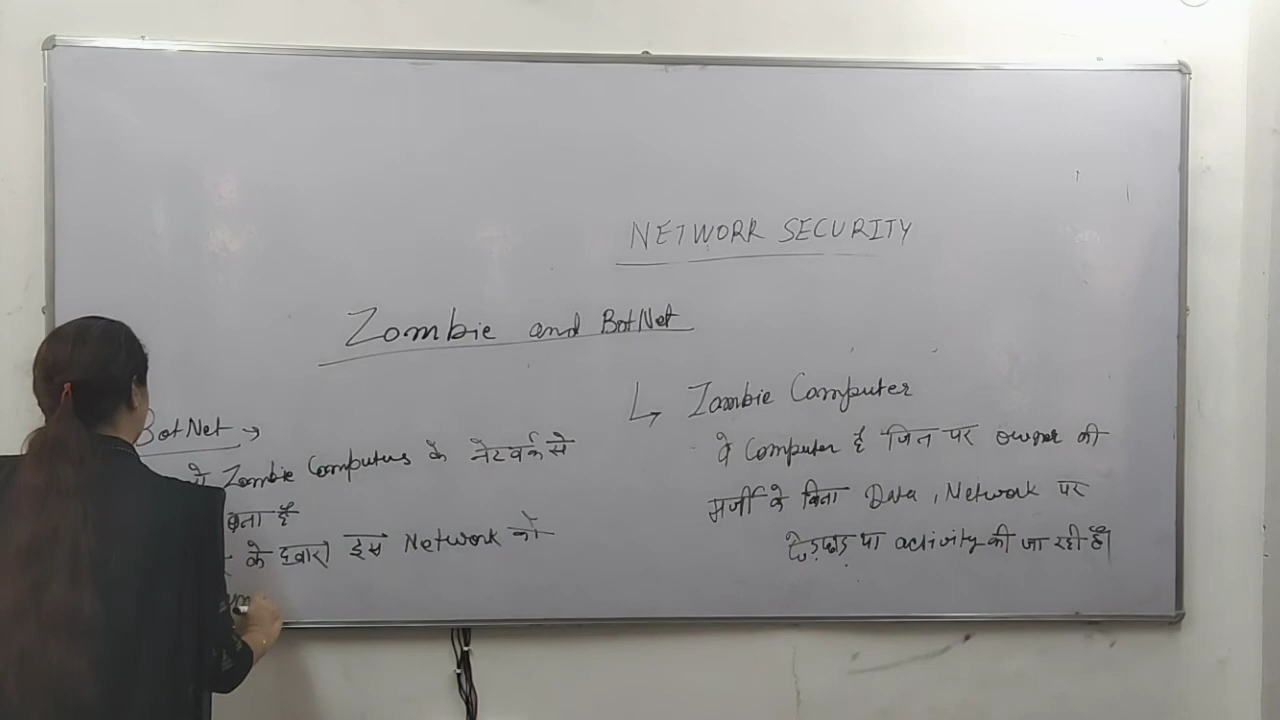 NETWORK SECURITY
Zombie and BotNet
↳ Zombie Computer
वे Computer है जिन पर owner की
मर्जी के बिना Data, Network पर
छेड़छाड़ या activity की जा रही हो।
BotNet →
ये Zombie Computers के नेटवर्क से
बनता है
के द्वारा इस Network को